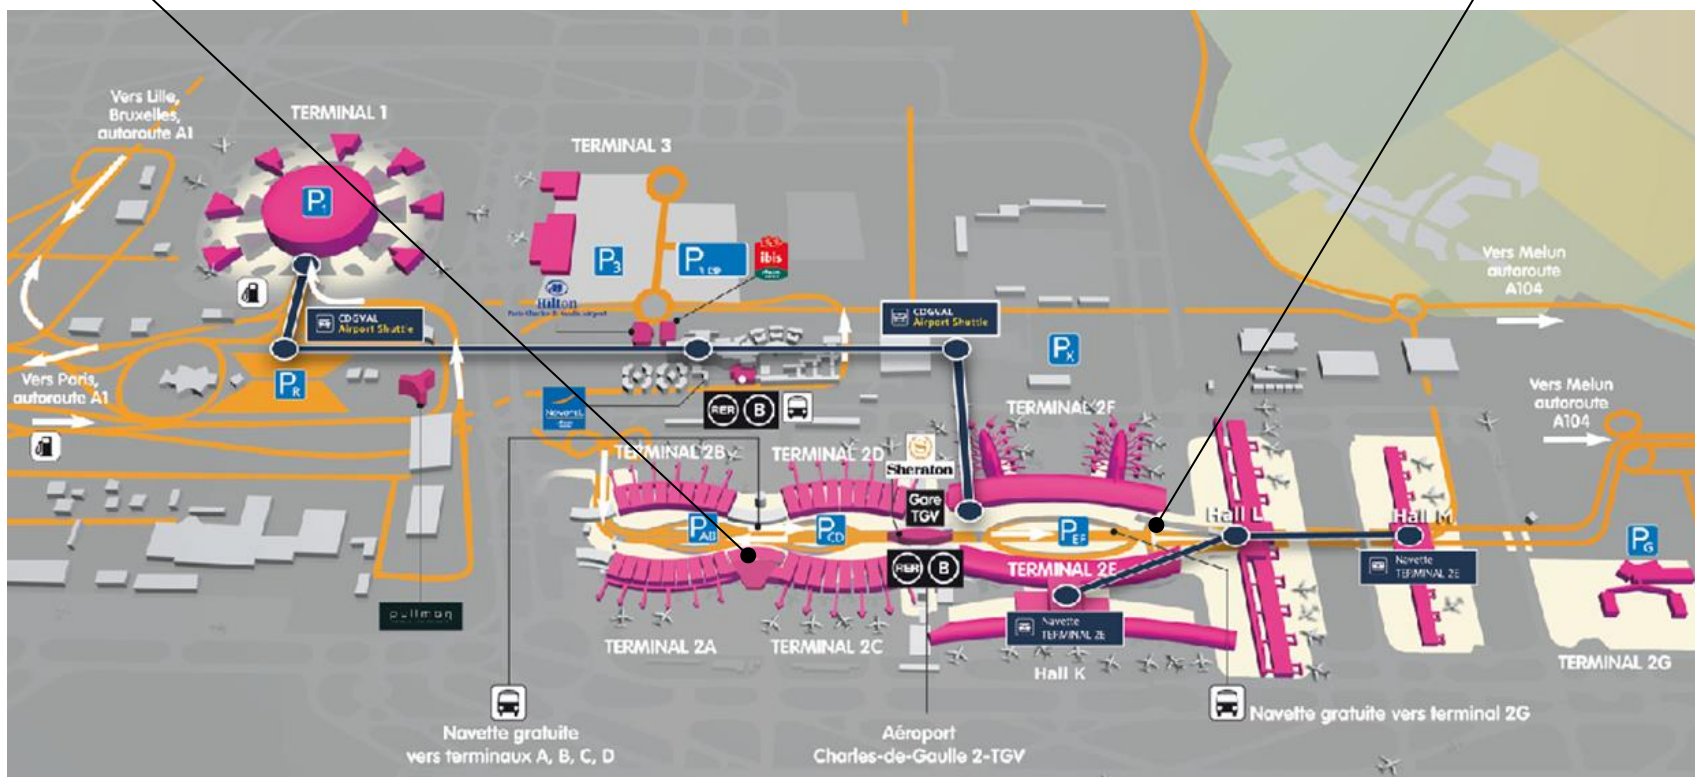 Vers Lille,
Bruxelles,
autoroute A1
TERMINAL 1
TERMINAL 3
P1
P3
ibis
Hilton
Vers Melun
autoroute
A104
CDGVAL
Airport Shuttle
CDGVAL
Airport Shuttle
PX
Vers Paris,
autoroute A1
PR
Novotel
RER B
Vers Melun
autoroute
A104
TERMINAL 2F
Sheraton
TERMINAL 2B
TERMINAL 2D
Gare
TGV
Hall L
Hall M
PAB
PCD
PEF
PG
RER B
TERMINAL 2E
Navette
TERMINAL 2E
pullman
Navette
TERMINAL 2E
TERMINAL 2A
TERMINAL 2C
Hall K
TERMINAL 2G
Navette gratuite
vers terminaux A, B, C, D
Aéroport
Charles-de-Gaulle 2-TGV
Navette gratuite vers terminal 2G